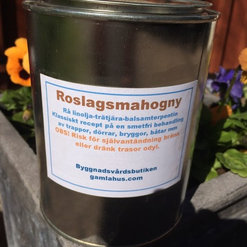 Roslagsmahogny
Rå linolja-trätjära-balsamterpentin
Klassiskt recept på en smetfri behandling
av trappor, dörrar, bryggor, båtar mm
OBS! Risk för självantändning bränn
eller dränk trasor odyl.
Byggnadsvårdsbutiken
gamlahus.com